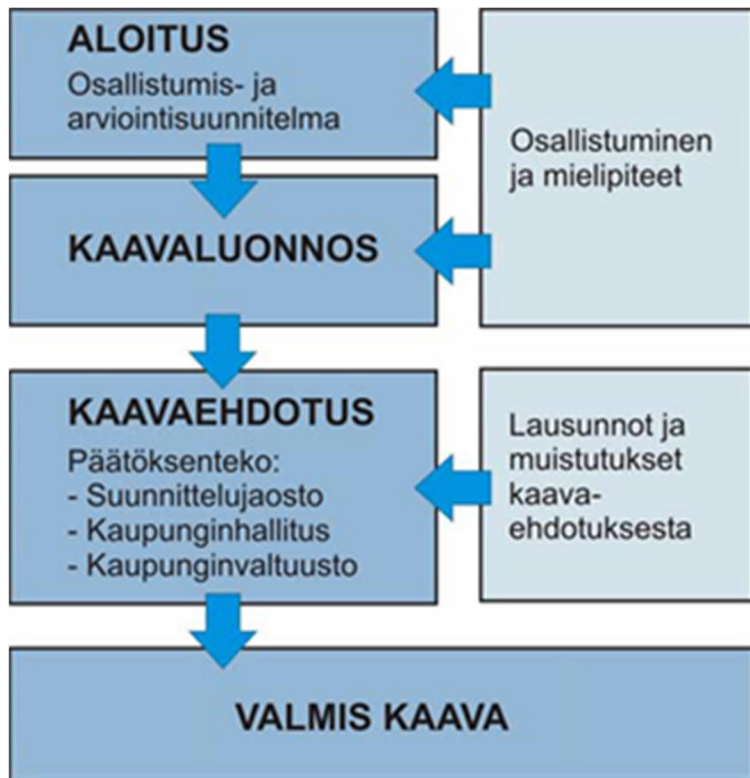 ALOITUS
Osallistumis- ja
arviointisuunnitelma
Osallistuminen
ja mielipiteet
KAAVALUONNOS
KAAVAEHDOTUS
Päätöksenteko:
- Suunnittelujaosto
- Kaupunginhallitus
- Kaupunginvaltuusto
Lausunnot ja
muistutukset
kaava-
ehdotuksesta
VALMIS KAAVA